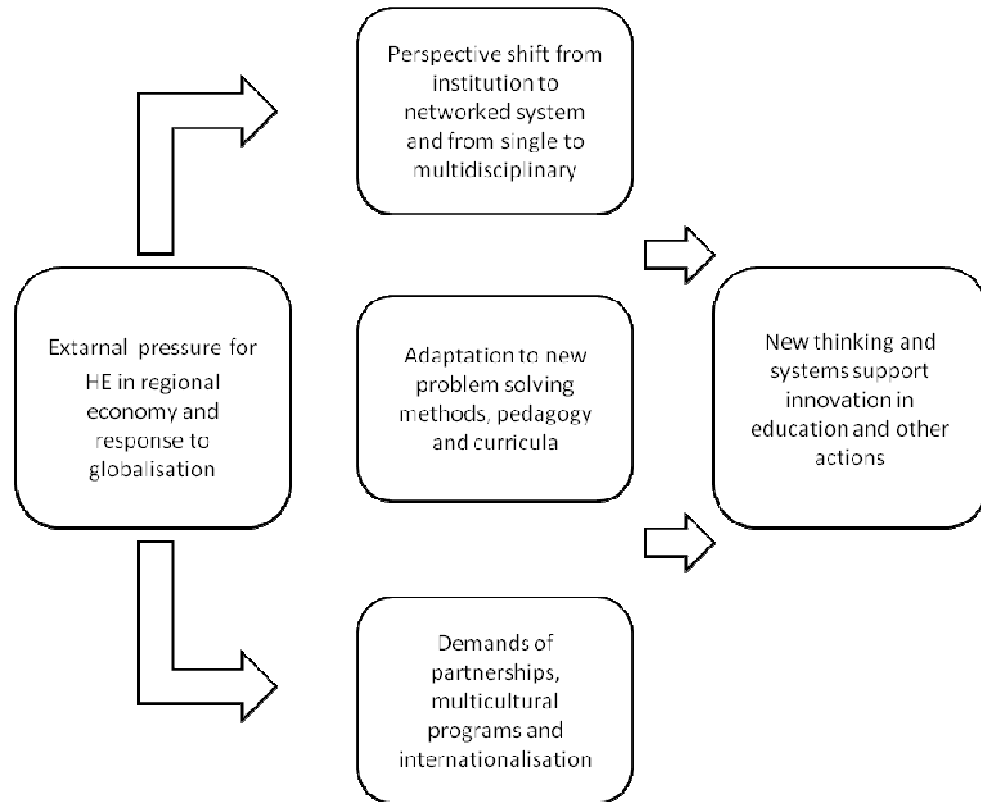 Perspective shift from
institution to
networked system
and from single to
multidisciplinary
Extarnal pressure for
HE in regional
economy and
response to
globalisation
Adaptation to new
problem solving
methods, pedagogy
and curricula
New thinking and
systems support
innovation in
education and other
actions
Demands of
partnerships,
multicultural
programs and
internationalisation